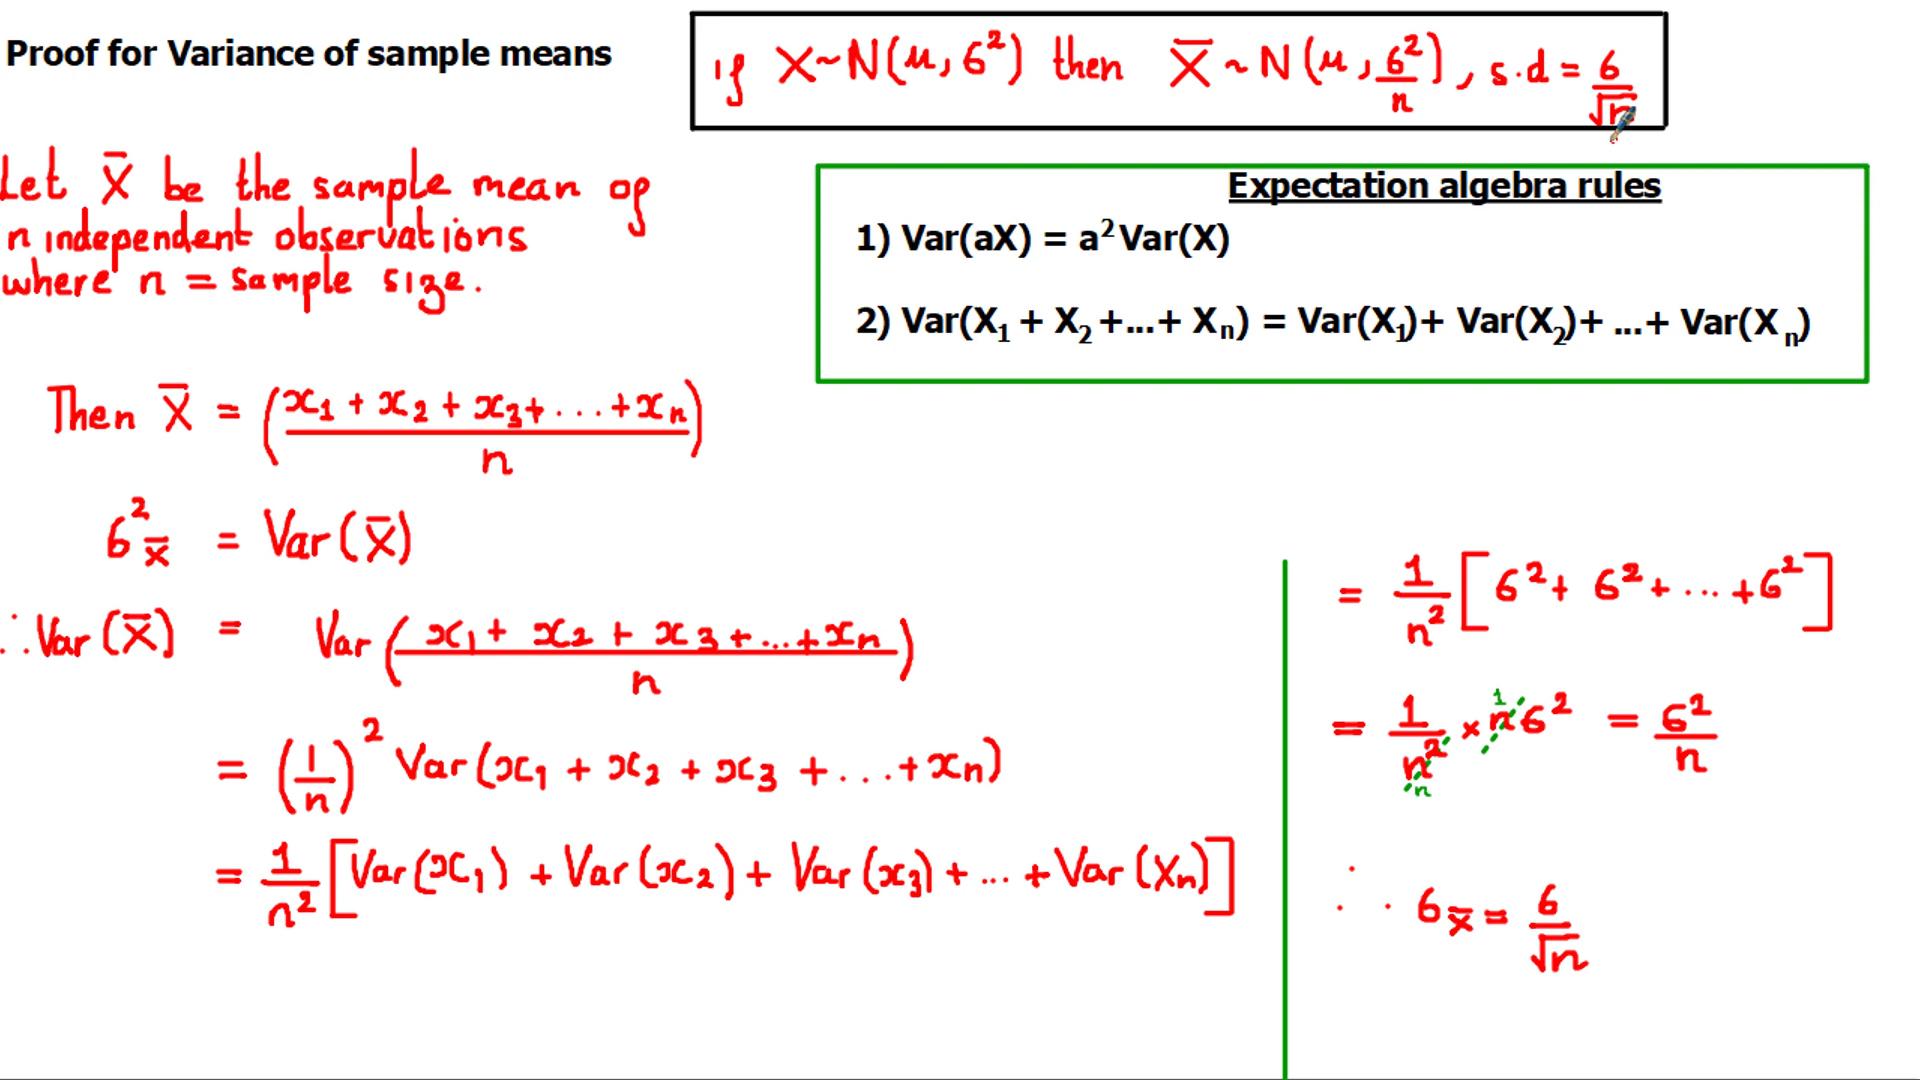 Proof for Variance of sample means
if X~N(μ, σ²) then X̄ ~ N(μ, σ²/n), s.d = σ/√n
Let X̄ be the sample mean of
n independent observations
where n = sample size.
Expectation algebra rules
1) Var(aX) = a²Var(X)
2) Var(X₁ + X₂ +...+ Xₙ) = Var(X₁)+ Var(X₂)+ ...+ Var(Xₙ)
Then X̄ = (x₁ + x₂ + x₃+...+xₙ / n)
σ²x̄ = Var(X̄)
∴Var(X̄) = Var(x₁ + x₂ + x₃ +...+xₙ / n)
= (1/n)² Var(x₁ + x₂ + x₃ +...+xₙ)
= 1/n² [Var(x₁) + Var(x₂) + Var(x₃) +...+Var(Xₙ)]
= 1/n² [σ² + σ² +...+σ²]
1
= 1/n² × nσ² = σ²/n
n
∴ σx̄ = σ/√n